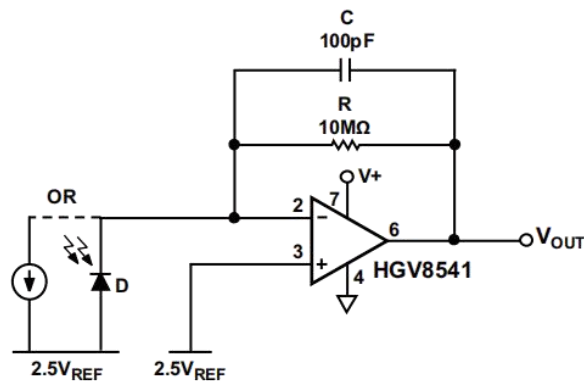 C
100pF
R
10MΩ
V+
OR
2
7
6
3
4
HGV8541
VOUT
D
2.5VREF
2.5VREF